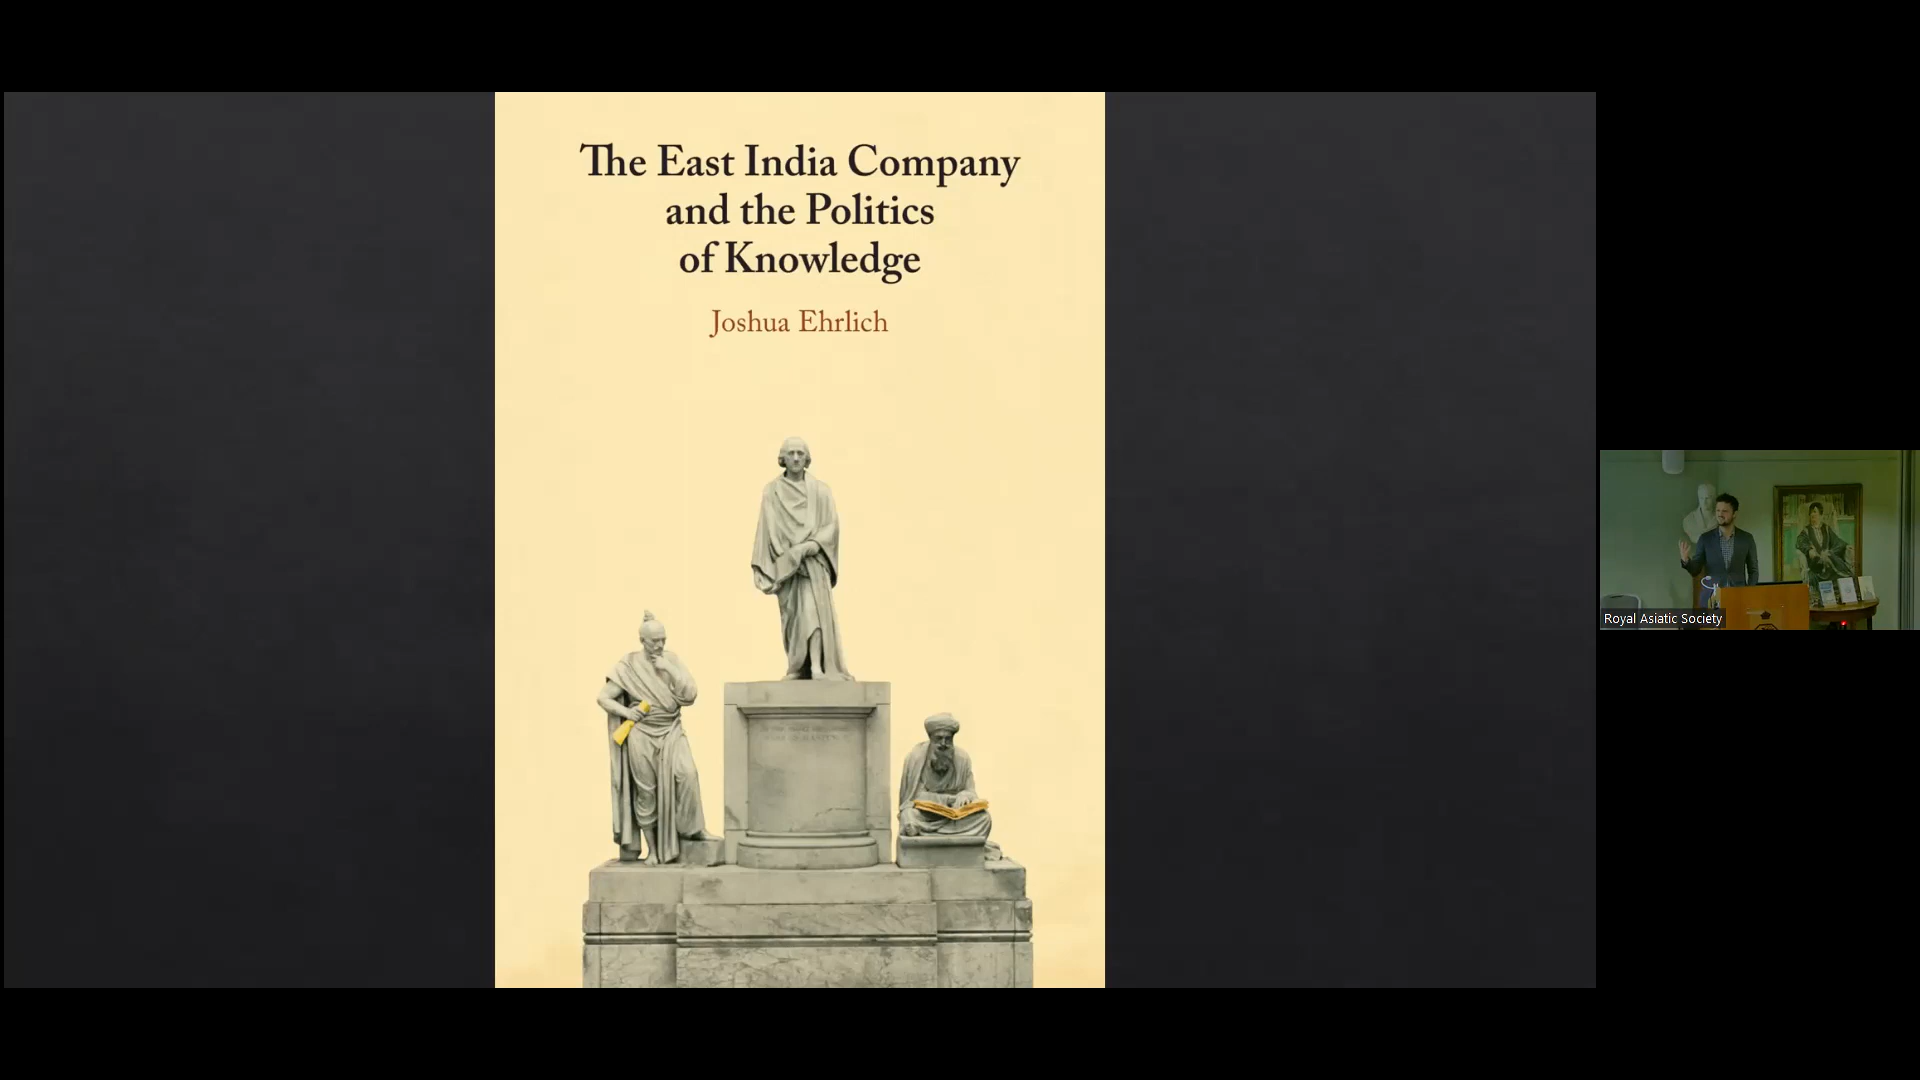 The East India Company
and the Politics
of Knowledge
Joshua Ehrlich
Royal Asiatic Society